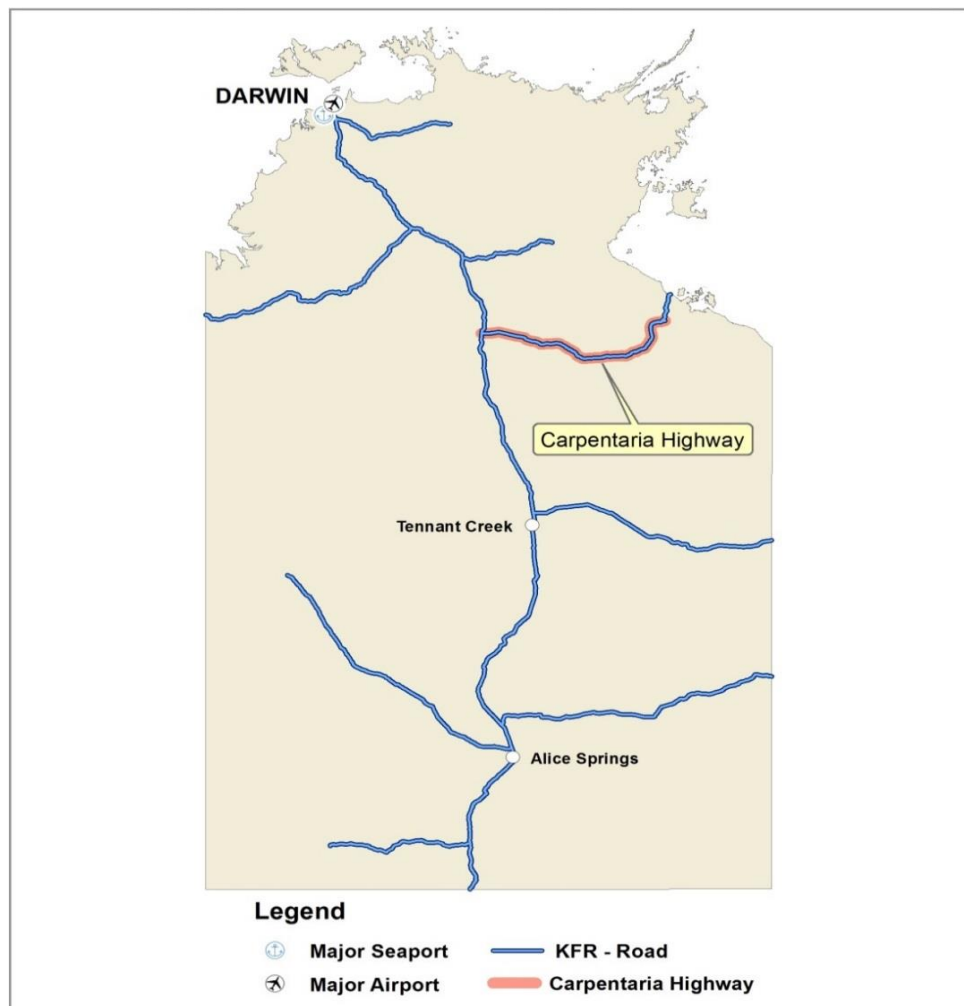 DARWIN
Carpentaria Highway
Tennant Creek
Alice Springs
Legend
Major Seaport
KFR - Road
Major Airport
Carpentaria Highway